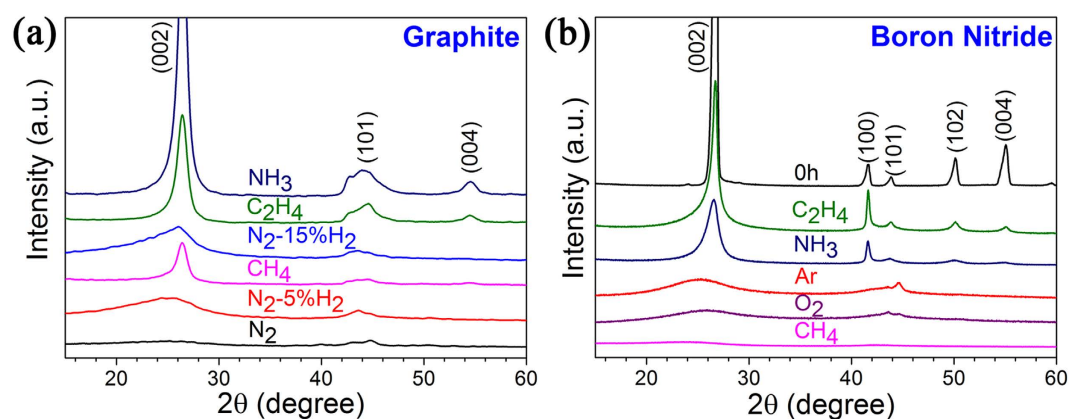 (a)
Graphite
(002)
(101)
(004)
NH3
C2H4
N2-15%H2
CH4
N2-5%H2
N2
Intensity (a.u.)
20 30 40 50 60
2θ (degree)
(b)
Boron Nitride
(002)
(100)
(101)
(102)
(004)
0h
C2H4
NH3
Ar
O2
CH4
Intensity (a.u.)
20 30 40 50 60
2θ (degree)